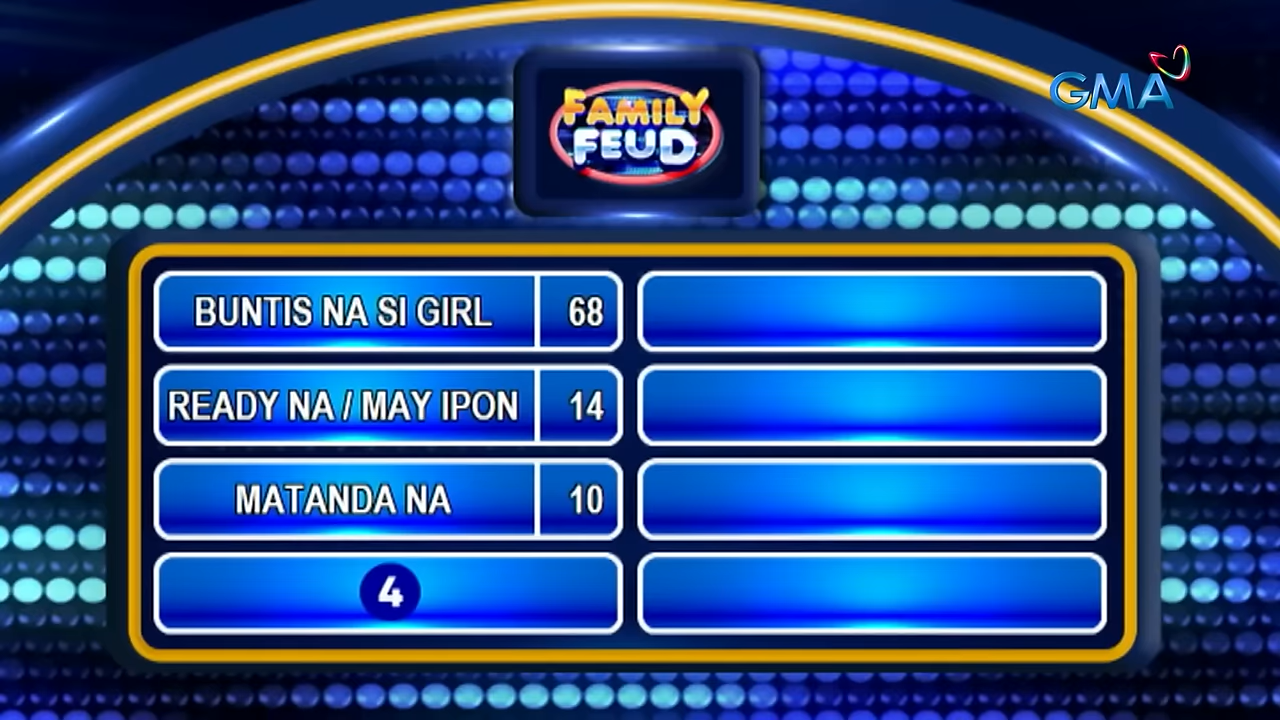 GMA
FAMILY
FEUD
BUNTIS NA SI GIRL 68
READY NA / MAY IPON 14
MATANDA NA 10
4